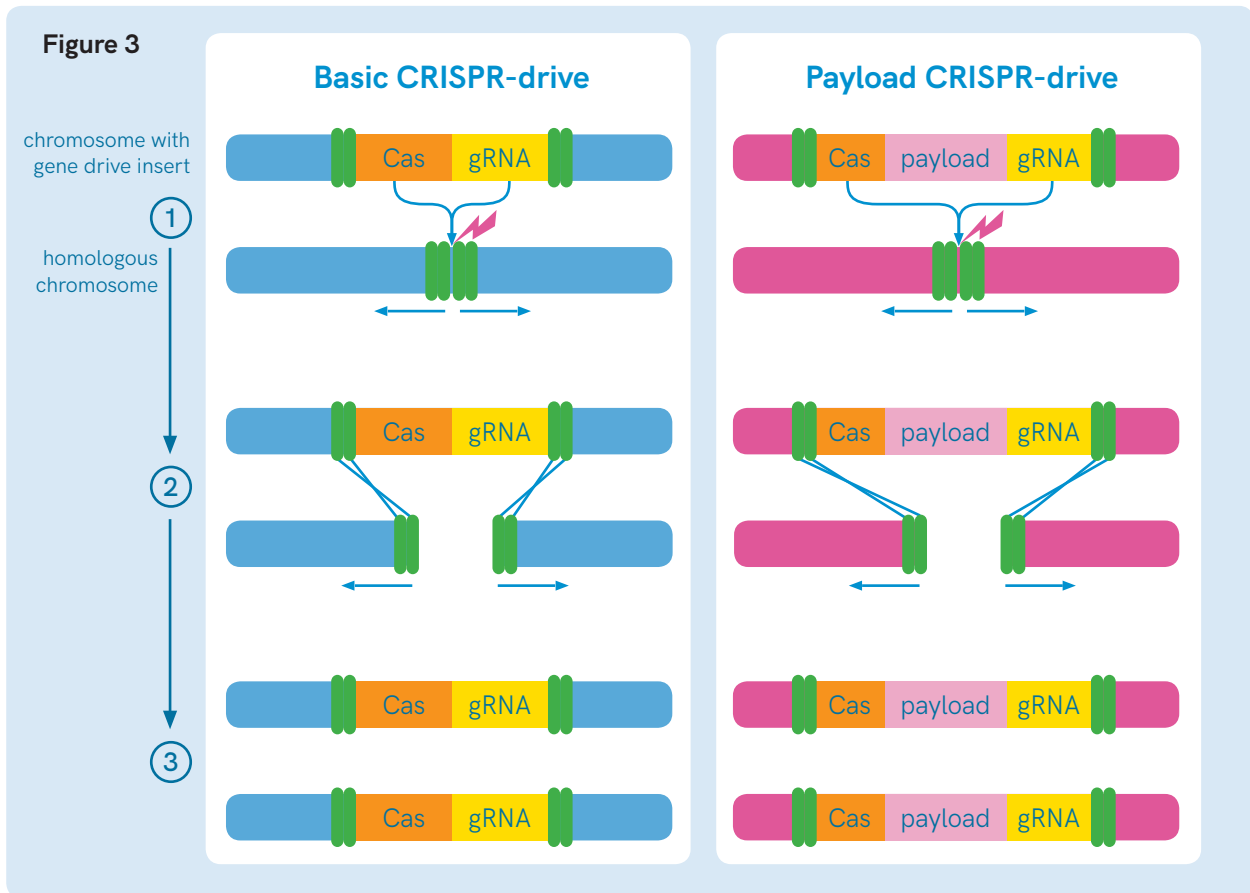 Figure 3
Basic CRISPR-drive
Payload CRISPR-drive
chromosome with
gene drive insert
Cas gRNA
Cas payload gRNA
1
homologous
chromosome
Cas gRNA
Cas payload gRNA
2
Cas gRNA
Cas payload gRNA
3
Cas gRNA
Cas payload gRNA